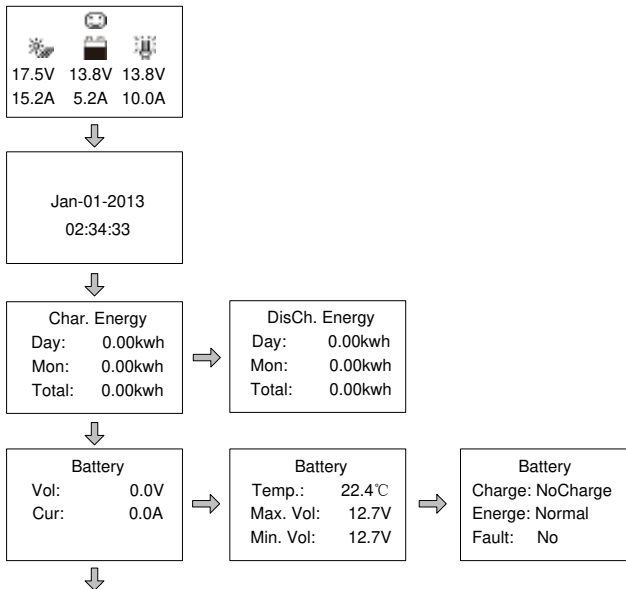 17.5V 13.8V 13.8V
15.2A 5.2A 10.0A
Jan-01-2013
02:34:33
Char. Energy
Day: 0.00kwh
Mon: 0.00kwh
Total: 0.00kwh
DisCh. Energy
Day: 0.00kwh
Mon: 0.00kwh
Total: 0.00kwh
Battery
Vol: 0.0V
Cur: 0.0A
Battery
Temp.: 22.4℃
Max. Vol: 12.7V
Min. Vol: 12.7V
Battery
Charge: NoCharge
Energe: Normal
Fault: No